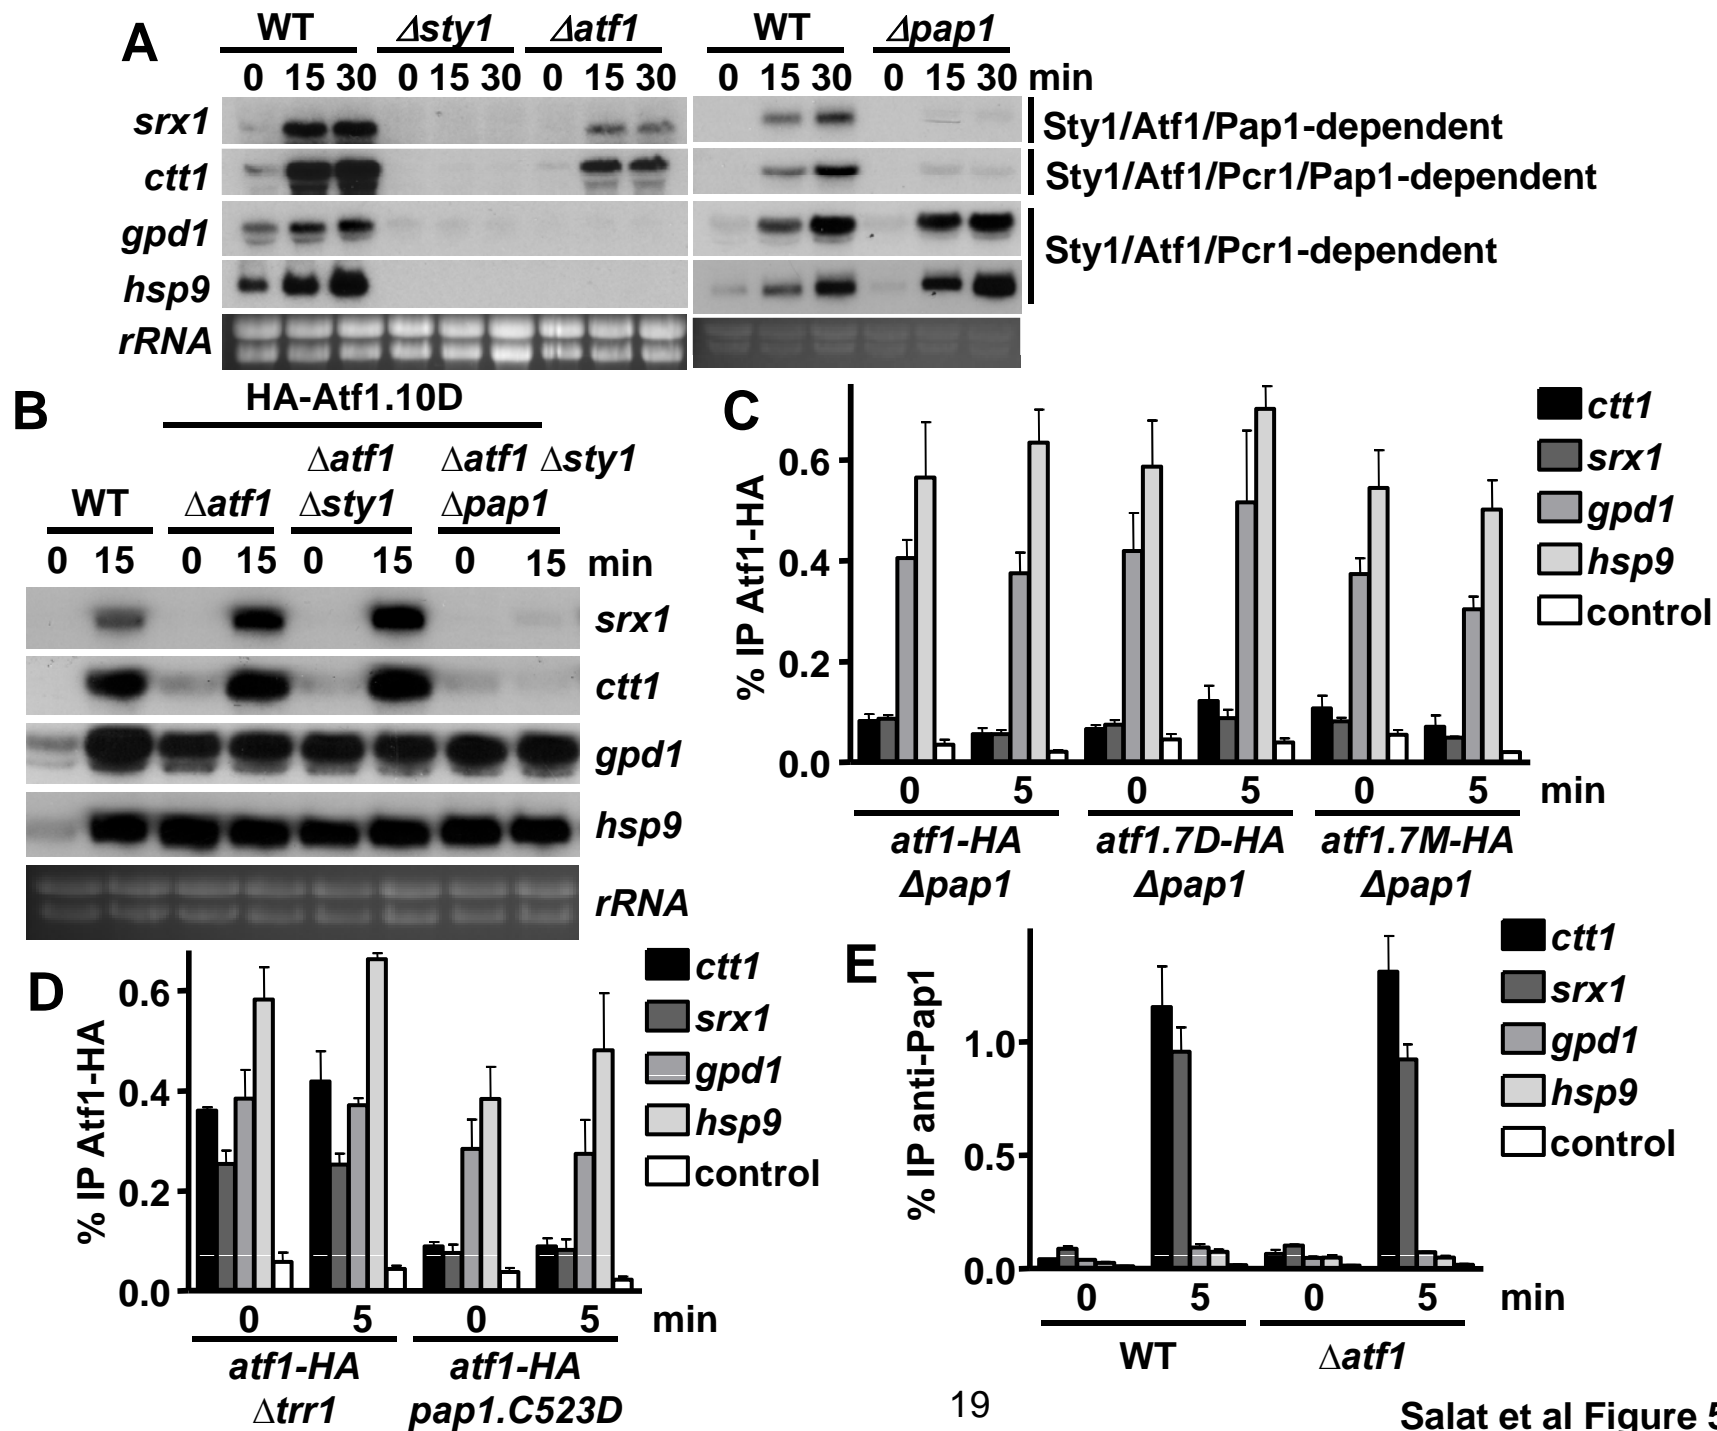 A
WT Δsty1 Δatf1 WT Δpap1
0 15 30 0 15 30 0 15 30 0 15 30 0 15 30 min
srx1 Sty1/Atf1/Pap1-dependent
ctt1 Sty1/Atf1/Pcr1/Pap1-dependent
gpd1
Sty1/Atf1/Pcr1-dependent
hsp9
rRNA
B
HA-Atf1.10D
Δatf1 Δatf1 Δsty1
WT Δatf1 Δsty1 Δpap1
0 15 0 15 0 15 0 15 min
srx1
ctt1
gpd1
hsp9
rRNA
C
% IP Atf1-HA
0.6
0.4
0.2
0.0
ctt1
srx1
gpd1
hsp9
control
0 5 0 5 0 5 min
atf1-HA atf1.7D-HA atf1.7M-HA
Δpap1 Δpap1 Δpap1
D
% IP Atf1-HA
0.6
0.4
0.2
0.0
ctt1
srx1
gpd1
hsp9
control
0 5 0 5 min
atf1-HA atf1-HA
Δtrr1 pap1.C523D
E
% IP anti-Pap1
1.0
0.5
0.0
ctt1
srx1
gpd1
hsp9
control
0 5 0 5 min
WT Δatf1
19
Salat et al Figure 5